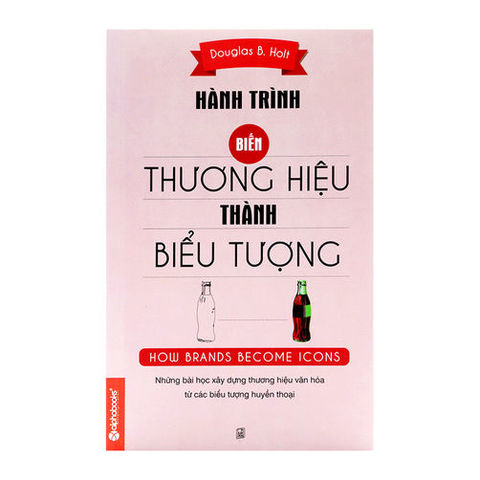 Douglas B. Holt
HÀNH TRÌNH
BIẾN
THƯƠNG HIỆU
THÀNH
BIỂU TƯỢNG
HOW BRANDS BECOME ICONS
Những bài học xây dựng thương hiệu văn hóa
từ các biểu tượng huyền thoại
alphabooks